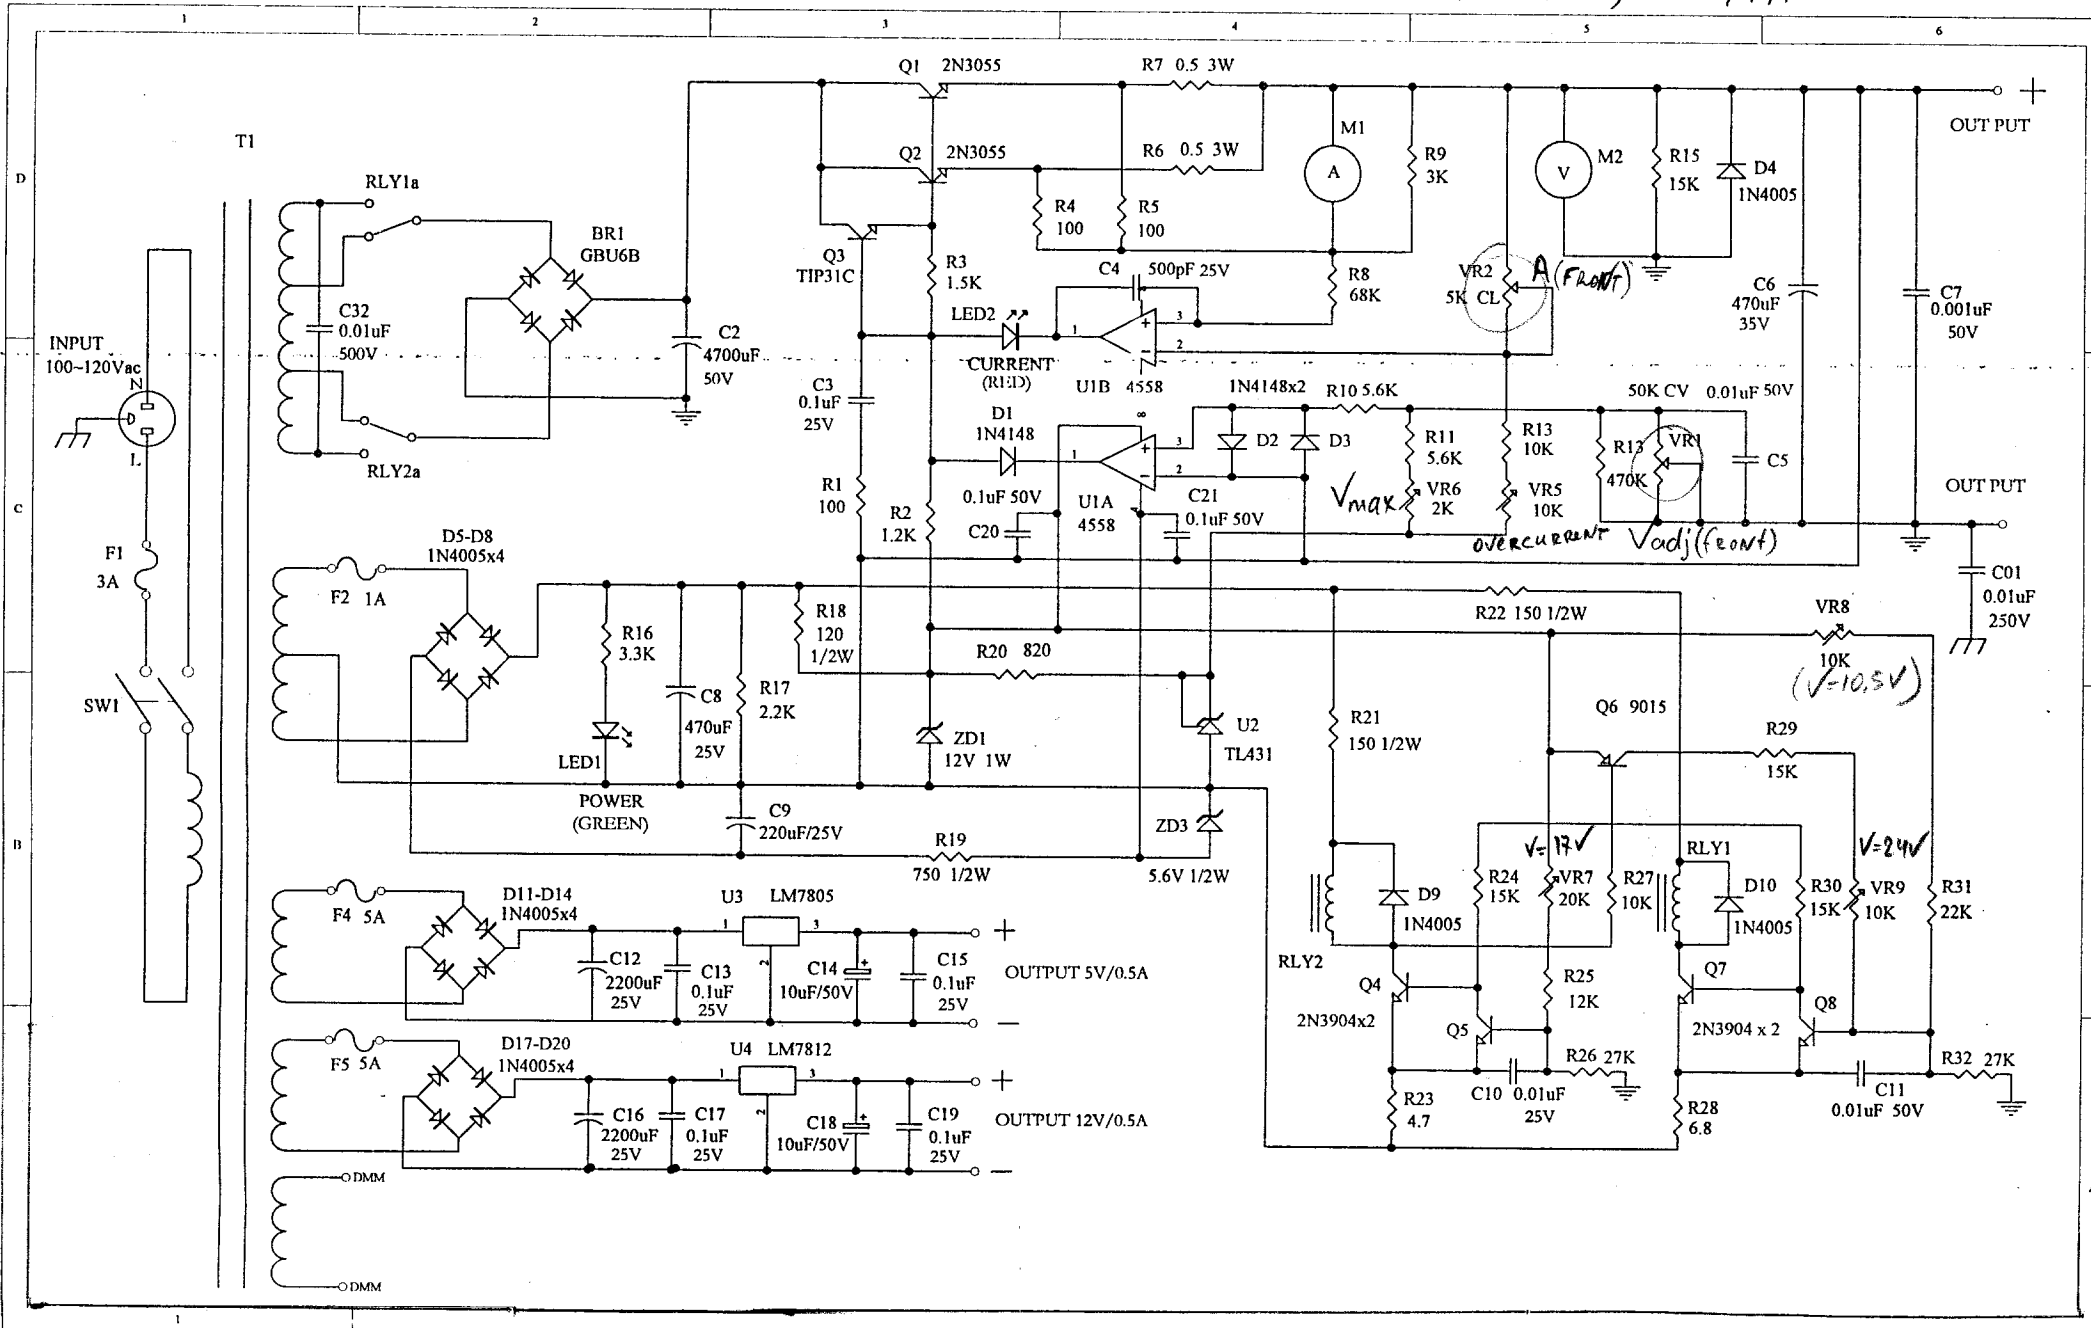 1
2
3
4
5
6
D
C
B
1
T1
INPUT
100~120Vac
N
L
F1
3A
SW1
RLY1a
RLY2a
C32
0.01uF
500V
BR1
GBU6B
C2
4700uF
50V
Q1 2N3055
Q2 2N3055
Q3
TIP31C
R7 0.5 3W
R6 0.5 3W
R4
100
R5
100
M1
A
R9
3K
R3
1.5K
C4 500pF 25V
R8
68K
LED2
CURRENT
(RED)
1
3
2
+
−
U1B 4558
VR2
5K CL
A (FRONT)
M2
V
R15
15K
D4
1N4005
C6
470uF
35V
C7
0.001uF
50V
+
OUT PUT
OUT PUT
C3
0.1uF
25V
R1
100
R2
1.2K
D1
1N4148
1
3
2
+
−
∞
U1A
4558
0.1uF 50V
C20
C21
0.1uF 50V
1N4148x2
D2
D3
R10 5.6K
R11
5.6K
Vmax
VR6
2K
R13
10K
VR5
10K
OVERCURRENT
R13
470K
50K CV
VR1
Vadj (FRONT)
0.01uF 50V
C5
C01
0.01uF
250V
D5-D8
1N4005x4
F2 1A
R16
3.3K
LED1
POWER
(GREEN)
C8
470uF
25V
R17
2.2K
R18
120
1/2W
C9
220uF/25V
R19
750 1/2W
R20 820
ZD1
12V 1W
U2
TL431
ZD3
5.6V 1/2W
R22 150 1/2W
R21
150 1/2W
VR8
10K
(V=10.5V)
Q6 9015
R29
15K
RLY2
D9
1N4005
R24
15K
V=17V
VR7
20K
R27
10K
RLY1
D10
1N4005
R30
15K
V=24V
VR9
10K
R31
22K
Q4
2N3904x2
Q5
R25
12K
C10 0.01uF
25V
R26 27K
R23
4.7
Q7
Q8
2N3904 x 2
C11
0.01uF 50V
R32 27K
R28
6.8
F4 5A
D11-D14
1N4005x4
U3 LM7805
1
3
2
C12
2200uF
25V
C13
0.1uF
25V
C14
10uF/50V
+
C15
0.1uF
25V
+
OUTPUT 5V/0.5A
−
F5 5A
D17-D20
1N4005x4
U4 LM7812
1
3
2
C16
2200uF
25V
C17
0.1uF
25V
C18
10uF/50V
+
C19
0.1uF
25V
+
OUTPUT 12V/0.5A
−
DMM
DMM